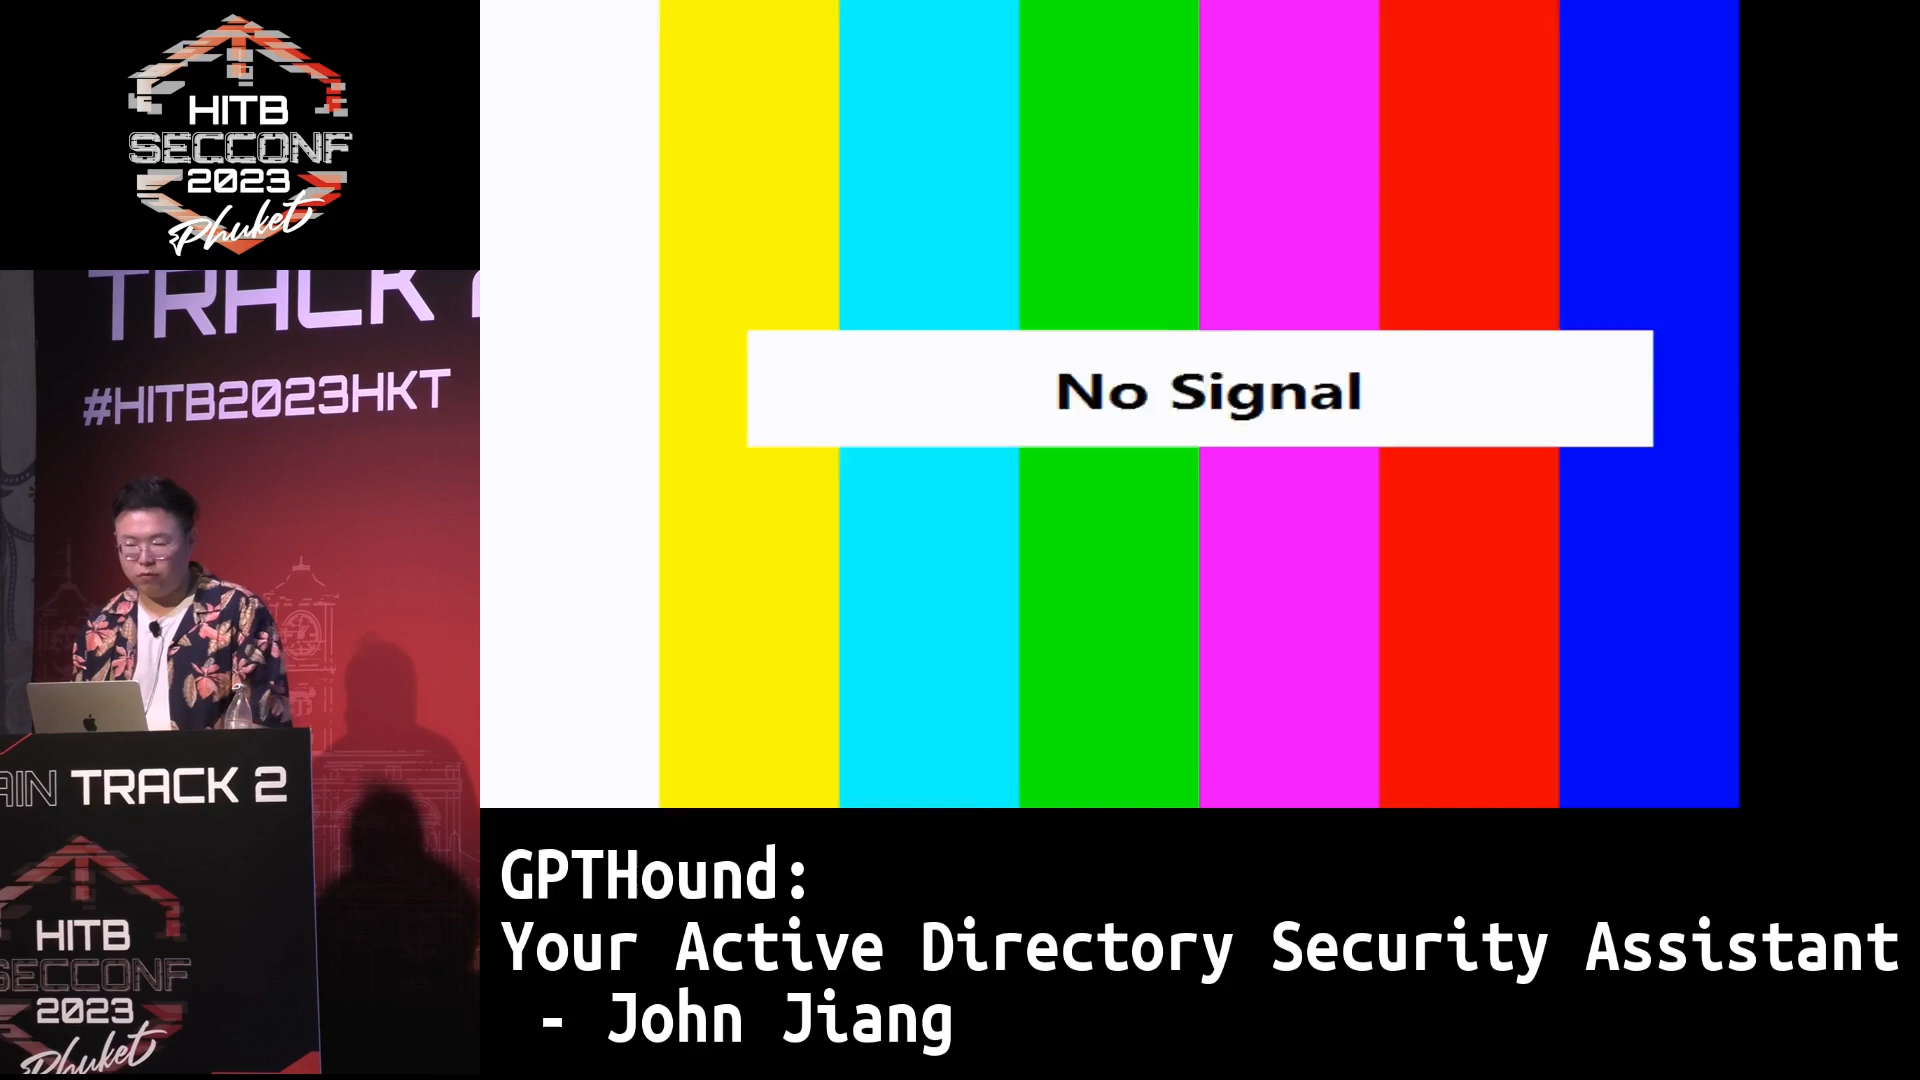 HITB
SECCONF
2023
Phuket
TRACK
#HITB2023HKT
AIN TRACK 2
HITB
SECCONF
2023
Phuket
No Signal
GPTHound:
Your Active Directory Security Assistant
- John Jiang